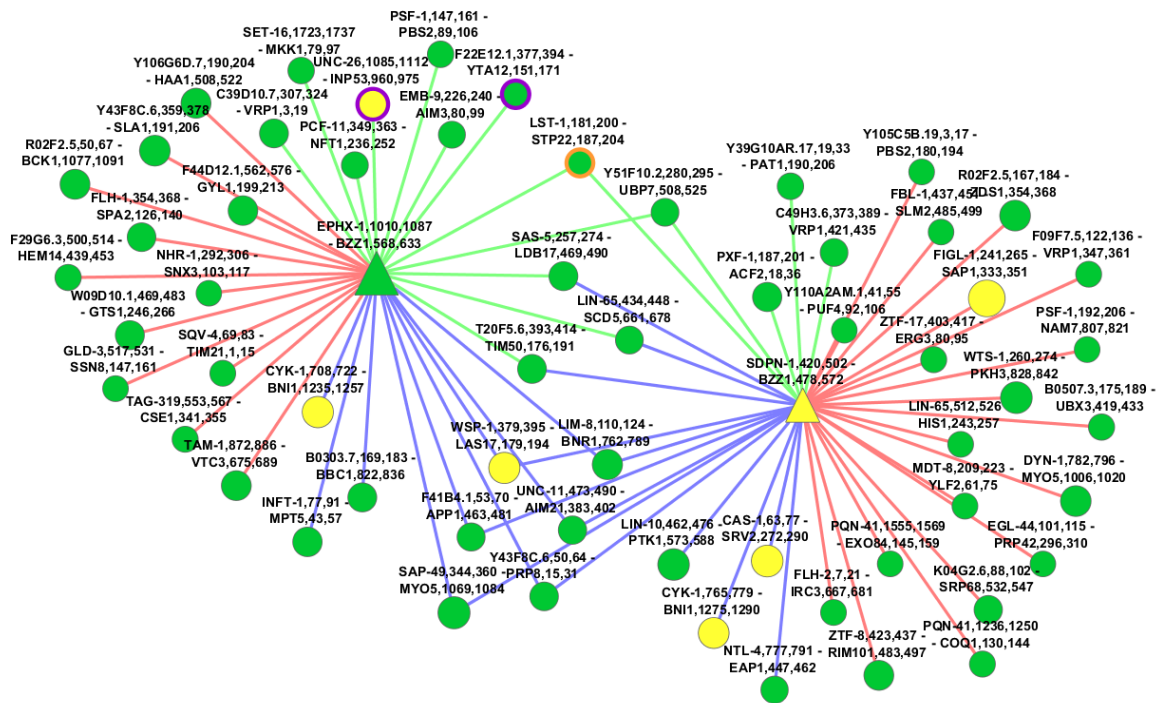 PSF-1,147,161 -
PBS2,89,106
SET-16,1723,1737
- MKK1,79,97
UNC-26,1085,1112
- INP53,960,975
F22E12.1,377,394 -
YTA12,151,171
Y106G6D.7,190,204
- HAA1,508,522
C39D10.7,307,324
- VRP1,3,19
EMB-9,226,240 -
AIM3,80,99
Y43F8C.6,359,378
- SLA1,191,206
PCF-11,349,363 -
NFT1,236,252
LST-1,181,200 -
STP22,187,204
R02F2.5,50,67 -
BCK1,1077,1091
F44D12.1,562,576 -
GYL1,199,213
Y51F10.2,280,295 -
UBP7,508,525
FLH-1,354,368 -
SPA2,126,140
EPHX-1,1010,1087
- BZZ1,568,633
F29G6.3,500,514 -
HEM14,439,453
NHR-1,292,306 -
SNX3,103,117
SAS-5,257,274 -
LDB17,469,490
W09D10.1,469,483
- GTS1,246,266
LIN-65,434,448 -
SCD5,661,678
SQV-4,69,83 -
TIM21,1,15
T20F5.6,393,414 -
TIM50,176,191
GLD-3,517,531 -
SSN8,147,161
CYK-1,708,722 -
BNI1,1235,1257
TAG-319,553,567 -
CSE1,341,355
WSP-1,379,395 -
LAS17,179,194
LIM-8,110,124 -
BNR1,762,789
TAM-1,872,886 -
VTC3,675,689
B0303.7,169,183 -
BBC1,822,836
INFT-1,77,91 -
MPT5,43,57
F41B4.1,53,70 -
APP1,463,481
UNC-11,473,490 -
AIM21,383,402
Y43F8C.6,50,64 -
PRP8,15,31
SAP-49,344,360 -
MYO5,1069,1084
Y105C5B.19,3,17 -
PBS2,180,194
Y39G10AR.17,19,33
- PAT1,190,206
R02F2.5,167,184 -
ZDS1,354,368
FBL-1,437,451 -
SLM2,485,499
C49H3.6,373,389 -
VRP1,421,435
F09F7.5,122,136 -
VRP1,347,361
FIGL-1,241,265 -
SAP1,333,351
PXF-1,187,201 -
ACF2,18,36
Y110A2AM.1,41,55
- PUF4,92,106
ZTF-17,403,417 -
ERG3,80,95
PSF-1,192,206 -
NAM7,807,821
SDPN-1,420,502 -
BZZ1,478,572
WTS-1,260,274 -
PKH3,828,842
B0507.3,175,189 -
UBX3,419,433
LIN-65,512,526
HIS1,243,257
DYN-1,782,796 -
MYO5,1006,1020
MDT-8,209,223 -
YLF2,61,75
EGL-44,101,115 -
PRP42,296,310
PQN-41,1555,1569
- EXO84,145,159
CAS-1,63,77 -
SRV2,272,290
LIN-10,462,476 -
PTK1,573,588
K04G2.6,88,102 -
SRP68,532,547
FLH-2,7,21 -
IRC3,667,681
CYK-1,765,779 -
BNI1,1275,1290
PQN-41,1236,1250
- COQ1,130,144
ZTF-8,423,437 -
RIM101,483,497
NTL-4,777,791 -
EAP1,447,462